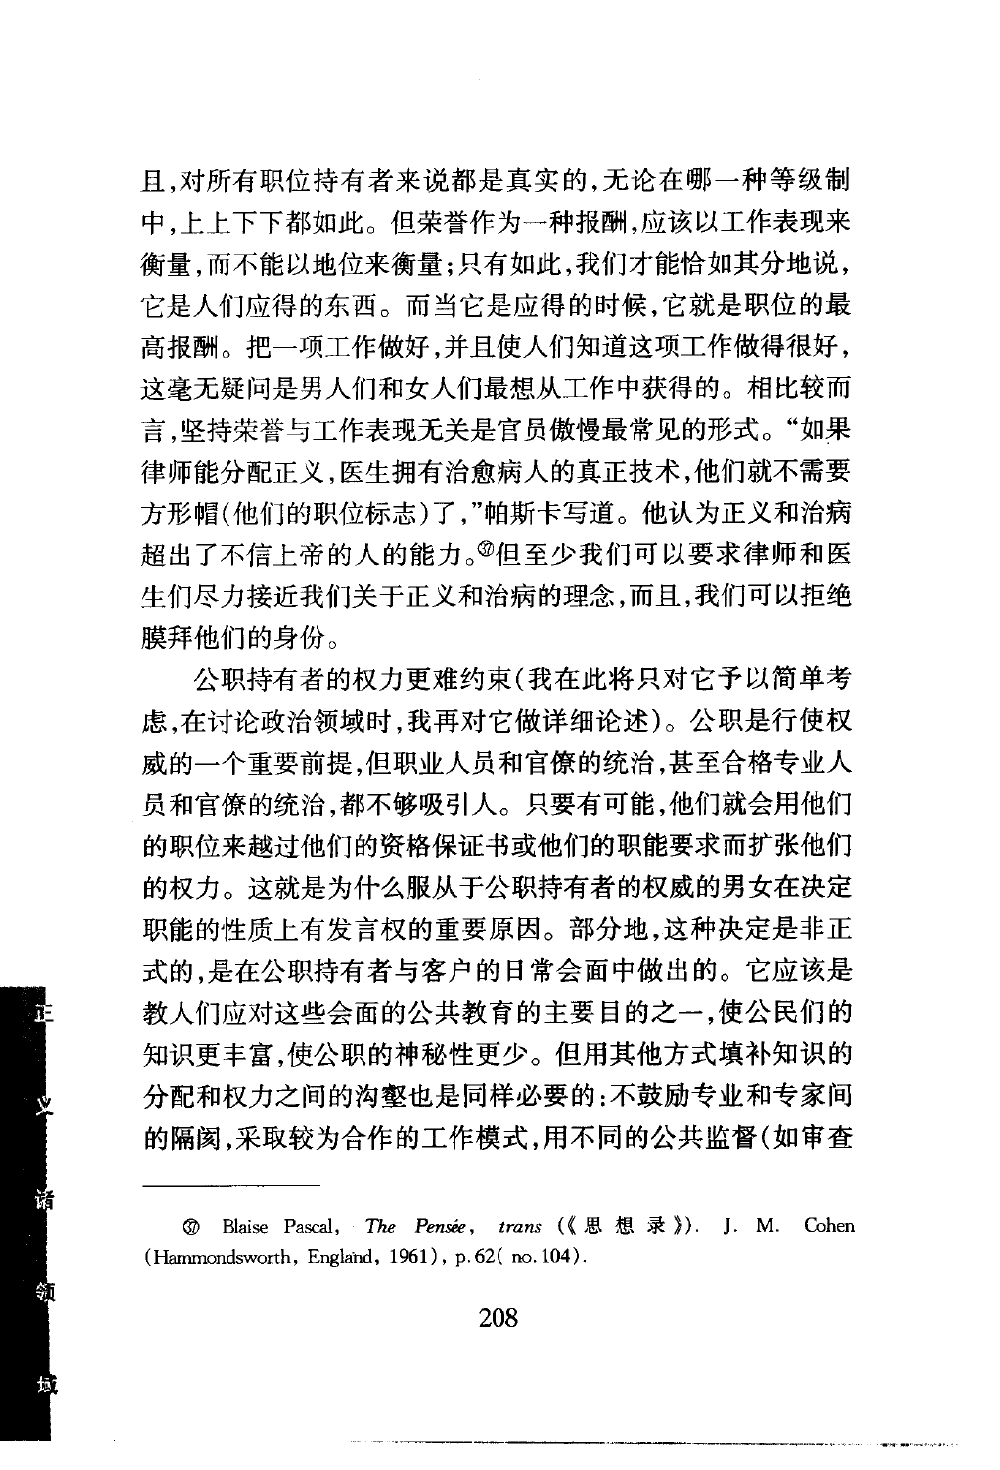 且,对所有职位持有者来说都是真实的,无论在哪一种等级制
中,上上下下都如此。但荣誉作为一种报酬,应该以工作表现来
衡量,而不能以地位来衡量;只有如此,我们才能恰如其分地说,
它是人们应得的东西。而当它是应得的时候,它就是职位的最
高报酬。把一项工作做好,并且使人们知道这项工作做得很好,
这毫无疑问是男人们和女人们最想从工作中获得的。相比较而
言,坚持荣誉与工作表现无关是官员傲慢最常见的形式。“如果
律师能分配正义,医生拥有治愈病人的真正技术,他们就不需要
方形帽(他们的职位标志)了,”帕斯卡写道。他认为正义和治病
超出了不信上帝的人的能力。㊲但至少我们可以要求律师和医
生们尽力接近我们关于正义和治病的理念,而且,我们可以拒绝
膜拜他们的身份。
公职持有者的权力更难约束(我在此将只对它予以简单考
虑,在讨论政治领域时,我再对它做详细论述)。公职是行使权
威的一个重要前提,但职业人员和官僚的统治,甚至合格专业人
员和官僚的统治,都不够吸引人。只要有可能,他们就会用他们
的职位来越过他们的资格保证书或他们的职能要求而扩张他们
的权力。这就是为什么服从于公职持有者的权威的男女在决定
职能的性质上有发言权的重要原因。部分地,这种决定是非正
式的,是在公职持有者与客户的日常会面中做出的。它应该是
教人们应对这些会面的公共教育的主要目的之一,使公民们的
知识更丰富,使公职的神秘性更少。但用其他方式填补知识的
分配和权力之间的沟壑也是同样必要的:不鼓励专业和专家间
的隔阂,采取较为合作的工作模式,用不同的公共监督(如审查
㊲ Blaise Pascal, The Pensée, trans (《思想录》). J. M. Cohen
(Hammondsworth, England, 1961), p.62( no.104).
208
正
义
诸
领
域